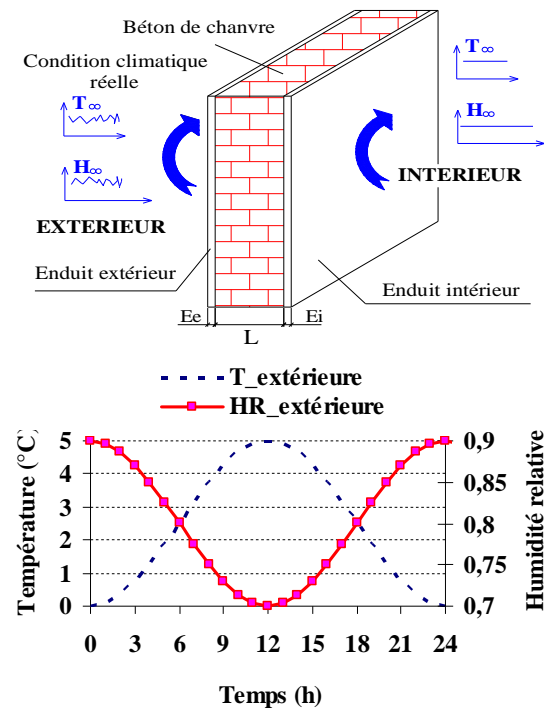 Béton de chanvre
Condition climatique
réelle
T∞
T∞
H∞
H∞
INTERIEUR
EXTERIEUR
Enduit extérieur
Enduit intérieur
Ee
Ei
L
T_extérieure
HR_extérieure
Température (°C)
5
4
3
2
1
0
0,9
0,85
0,8
0,75
0,7
Humidité relative
0 3 6 9 12 15 18 21 24
Temps (h)